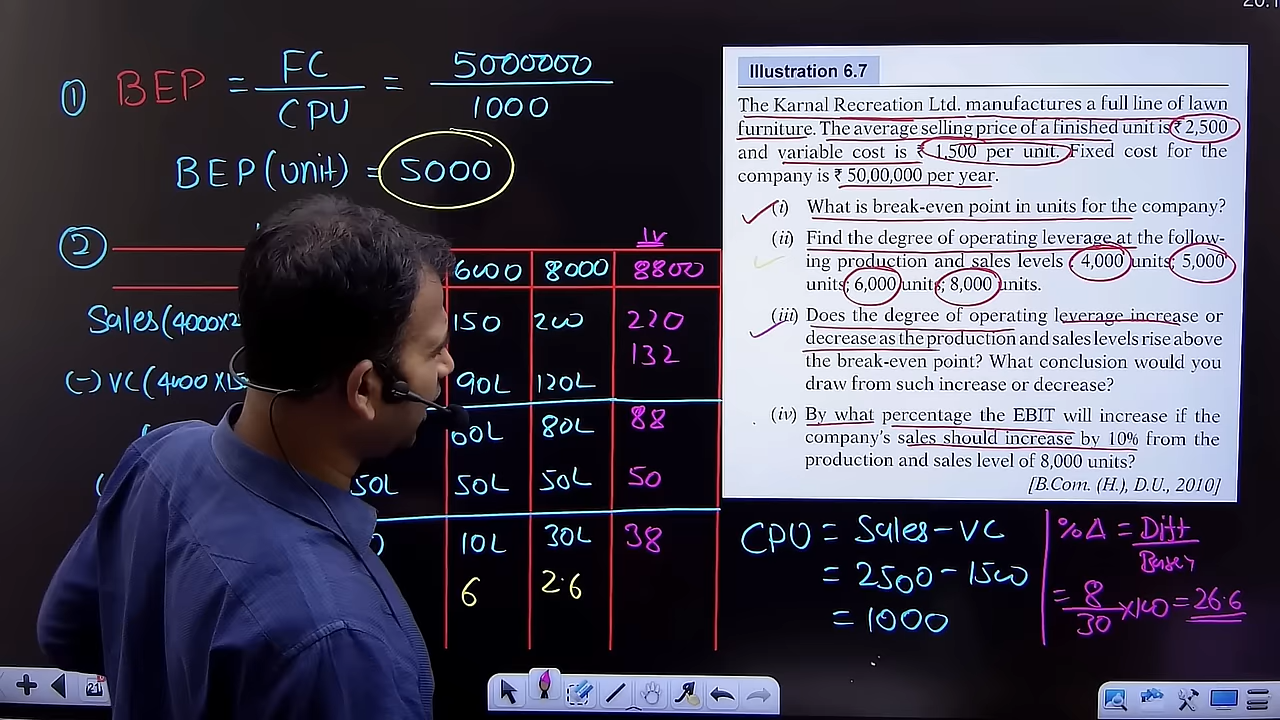 ① BEP = FC / CPU = 5000000 / 1000
BEP(unit) = 5000
②
IV
6000 8000 8800
Sales(4000×2 150 200 220
132
(-) VC(4000×15 90L 120L
60L 80L 88
50L 50L 50L 50
10L 30L 38
6 2.6
Illustration 6.7
The Karnal Recreation Ltd. manufactures a full line of lawn
furniture. The average selling price of a finished unit is ₹ 2,500
and variable cost is ₹ 1,500 per unit. Fixed cost for the
company is ₹ 50,00,000 per year.
(i) What is break-even point in units for the company?
(ii) Find the degree of operating leverage at the follow-
ing production and sales levels : 4,000 units; 5,000
units; 6,000 units; 8,000 units.
(iii) Does the degree of operating leverage increase or
decrease as the production and sales levels rise above
the break-even point? What conclusion would you
draw from such increase or decrease?
(iv) By what percentage the EBIT will increase if the
company's sales should increase by 10% from the
production and sales level of 8,000 units?
[B.Com. (H.), D.U., 2010]
CPU = Sales - VC
= 2500 - 1500
= 1000
%Δ = Diff / Base,
= 8 / 30 ×100 = 26.6
21